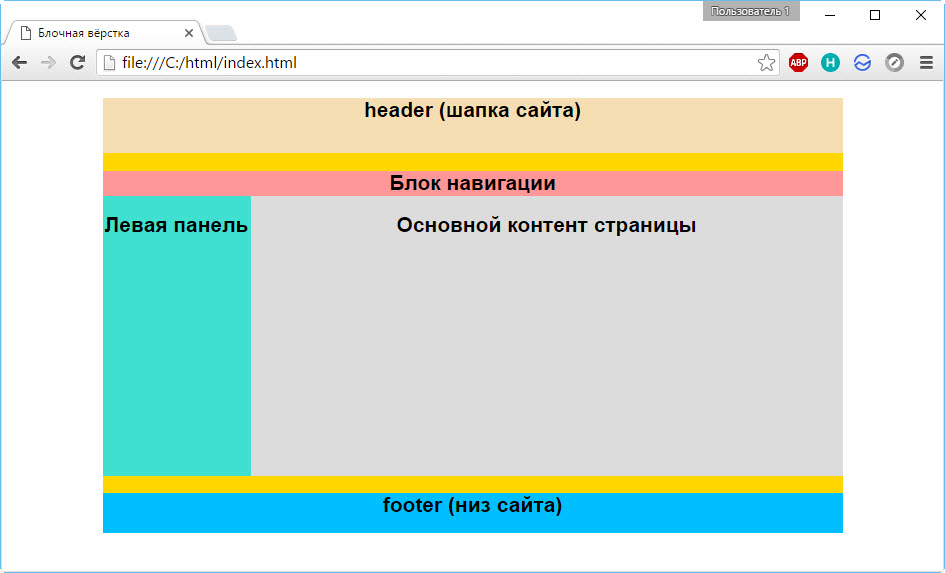 Пользователь 1
Блочная вёрстка
file:///C:/html/index.html
ABP
H
header (шапка сайта)
Блок навигации
Левая панель
Основной контент страницы
footer (низ сайта)